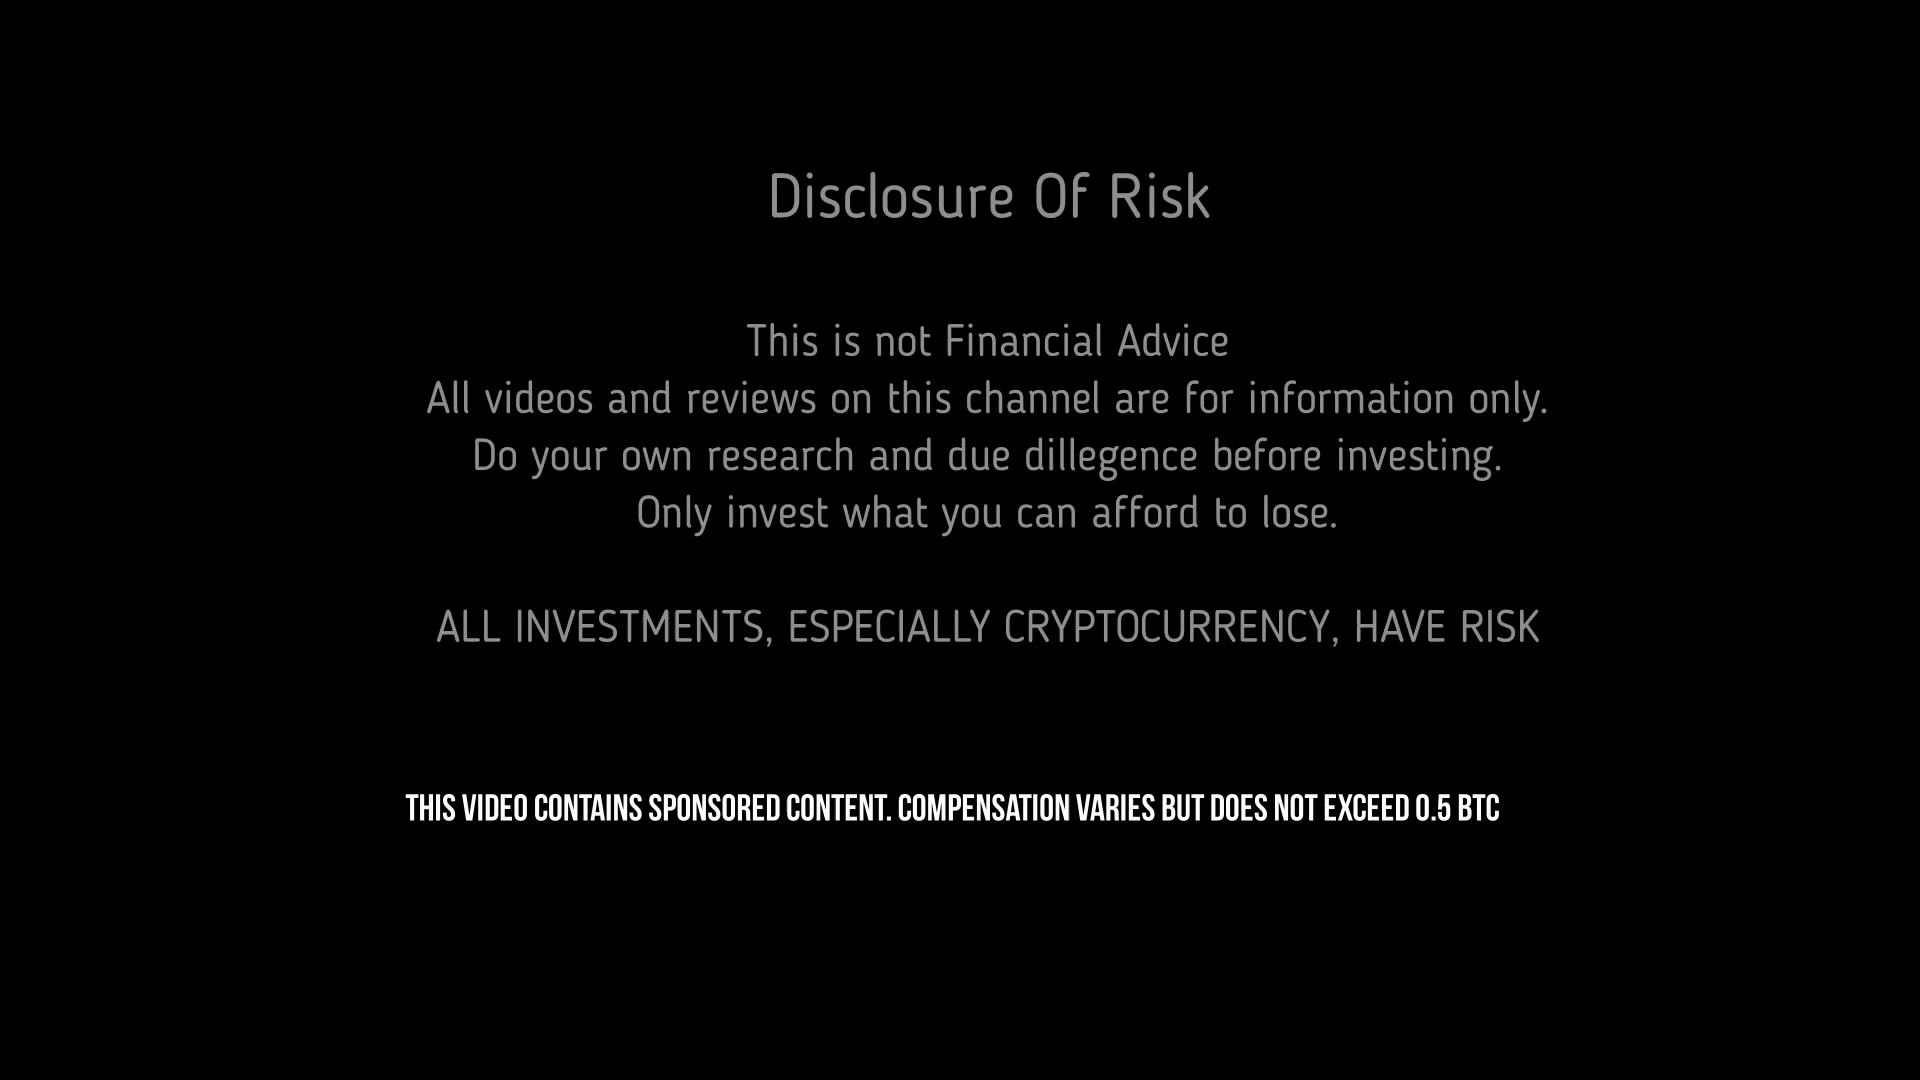 Disclosure Of Risk
This is not Financial Advice
All videos and reviews on this channel are for information only.
Do your own research and due dillegence before investing.
Only invest what you can afford to lose.
ALL INVESTMENTS, ESPECIALLY CRYPTOCURRENCY, HAVE RISK
THIS VIDEO CONTAINS SPONSORED CONTENT. COMPENSATION VARIES BUT DOES NOT EXCEED 0.5 BTC